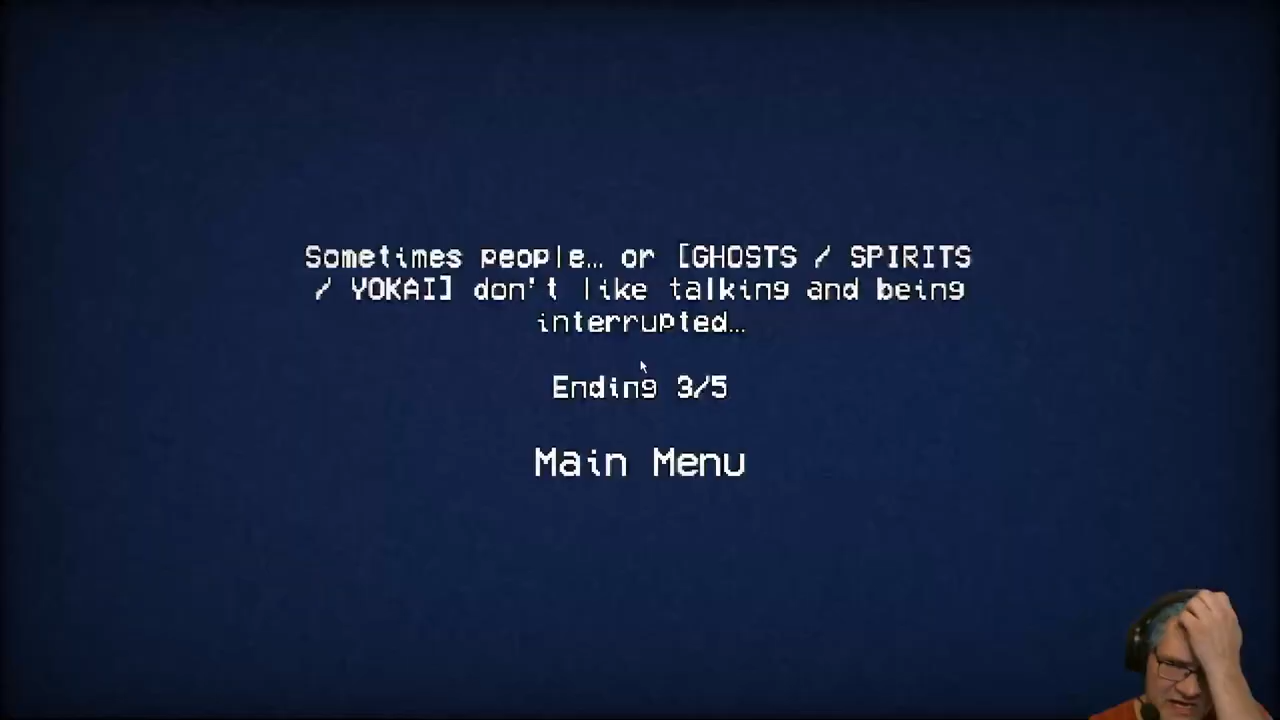 Sometimes people… or [GHOSTS / SPIRITS
/ YOKAI] don't like talking and being
interrupted…
Ending 3/5
Main Menu